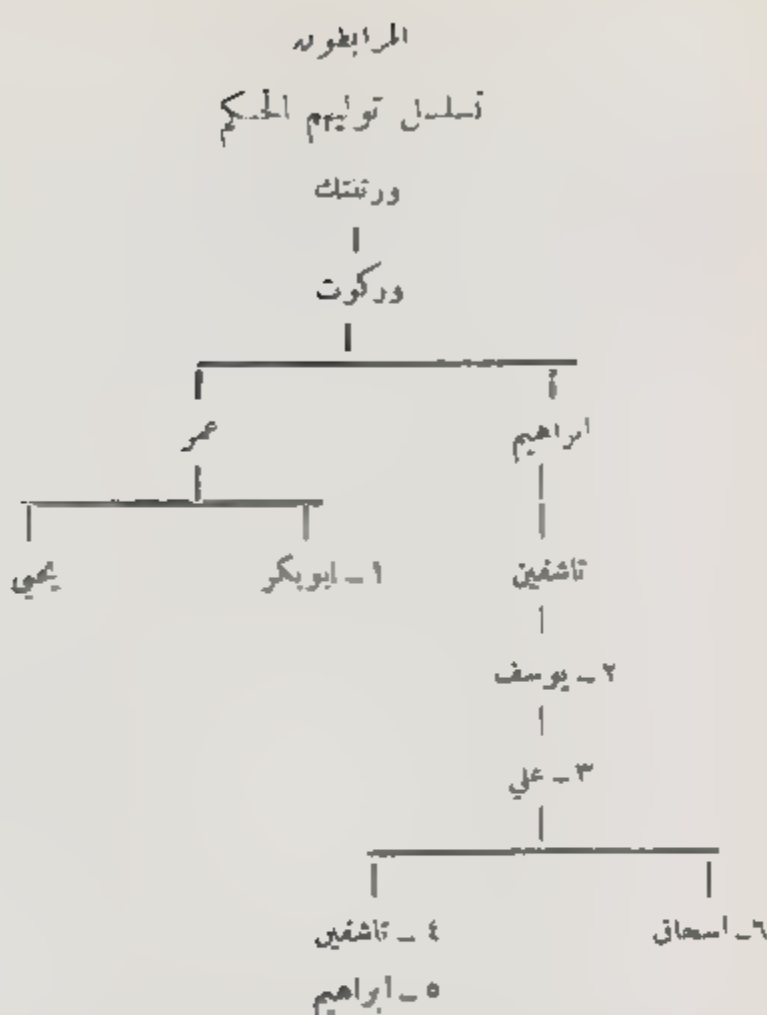 المرابطون
تسلسل توليهم الحكم
ورتنتك
وركوت
ابراهيم
عمر
تاشفين
١ - ابوبكر
يحيى
٢ - يوسف
٣ - علي
٦ - اسحاق
٤ - تاشفين
٥ - ابراهيم